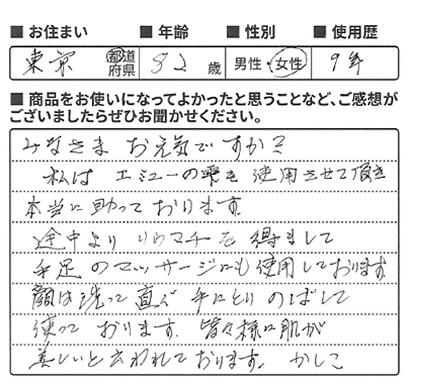 ■ お住まい ■ 年齢 ■ 性別 ■ 使用歴
東京 都道府県 82歳 男性・女性 9年
■ 商品をお使いになってよかったと思うことなど、ご感想が
ございましたらぜひお聞かせください。
みなさま お元気ですか?
私は エミューの雫を 使用させて頂き
本当に助っております。
途中より リウマチを 得まして
手足 のマッサージにも使用しております。
顔は洗って直ぐ 手にとり のばして
使って おります。皆々様に肌が
美しいと云われております。 かしこ